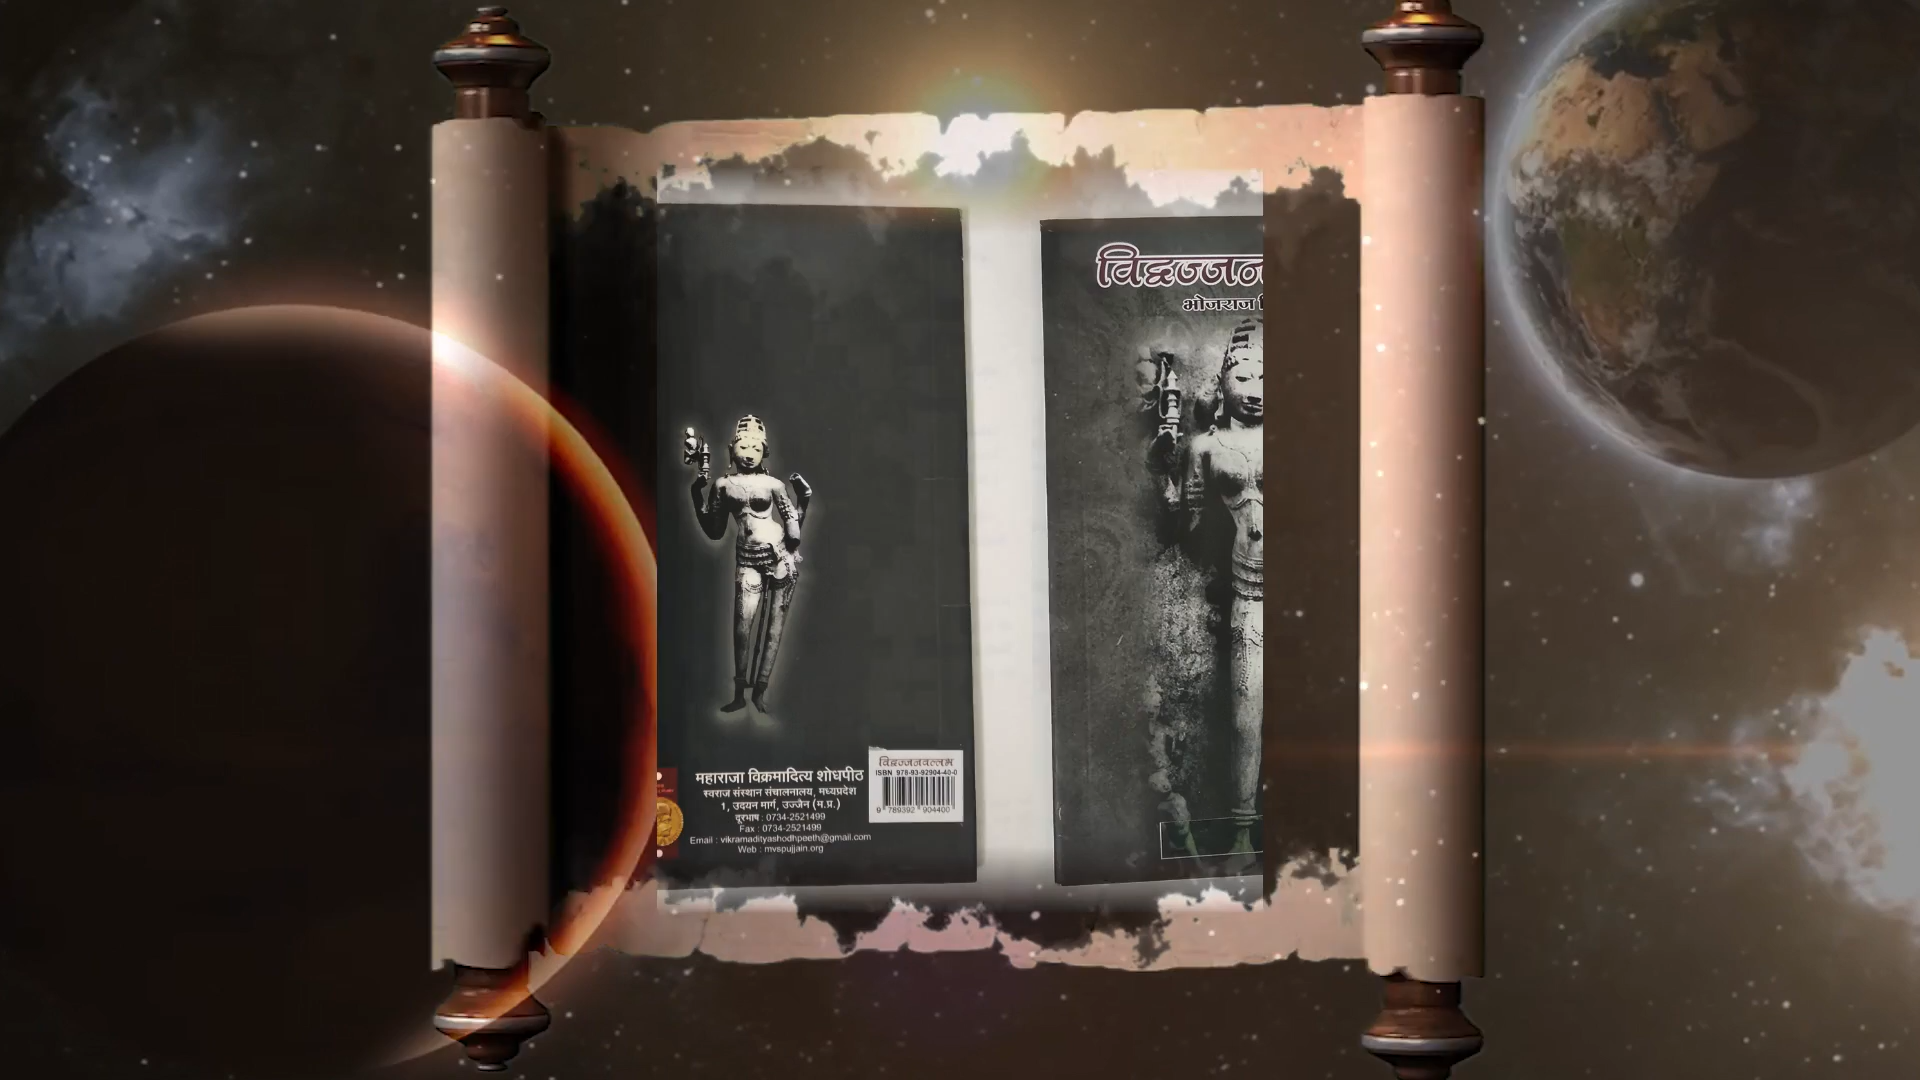 विद्वज्जन
भोजराज
विद्वज्जनवल्लभ
ISBN 978-93-92904-40-0
9 789392 904400
महाराजा विक्रमादित्य शोधपीठ
स्वराज संस्थान संचालनालय, मध्यप्रदेश
1, उदयन मार्ग, उज्जैन (म.प्र.)
दूरभाष : 0734-2521499
Fax : 0734-2521499
Email : vikramadityashodhpeeth@gmail.com
Web : mvspujjain.org